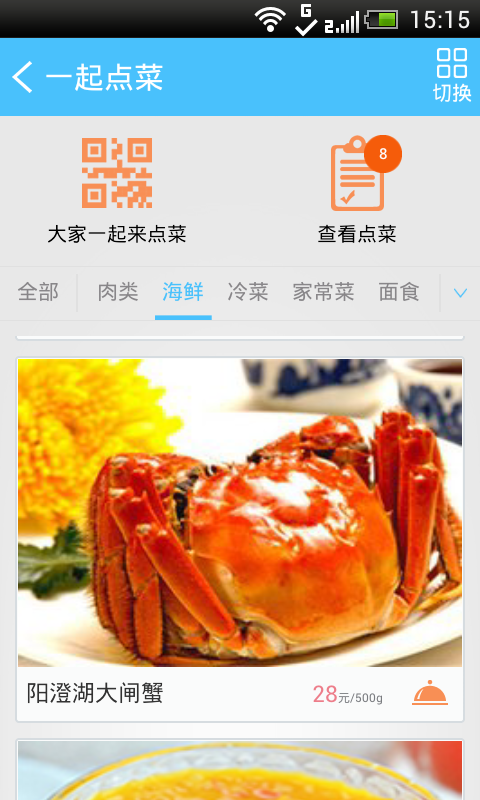 G 2 15:15
一起点菜
切换
8
大家一起来点菜
查看点菜
全部 肉类 海鲜 冷菜 家常菜 面食
阳澄湖大闸蟹 28元/500g